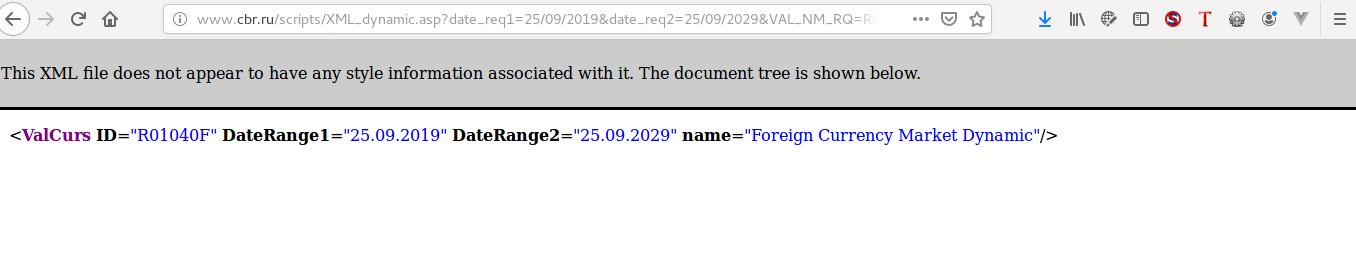 www.cbr.ru/scripts/XML_dynamic.asp?date_req1=25/09/2019&date_req2=25/09/2029&VAL_NM_RQ=R
This XML file does not appear to have any style information associated with it. The document tree is shown below.
<ValCurs ID="R01040F" DateRange1="25.09.2019" DateRange2="25.09.2029" name="Foreign Currency Market Dynamic"/>